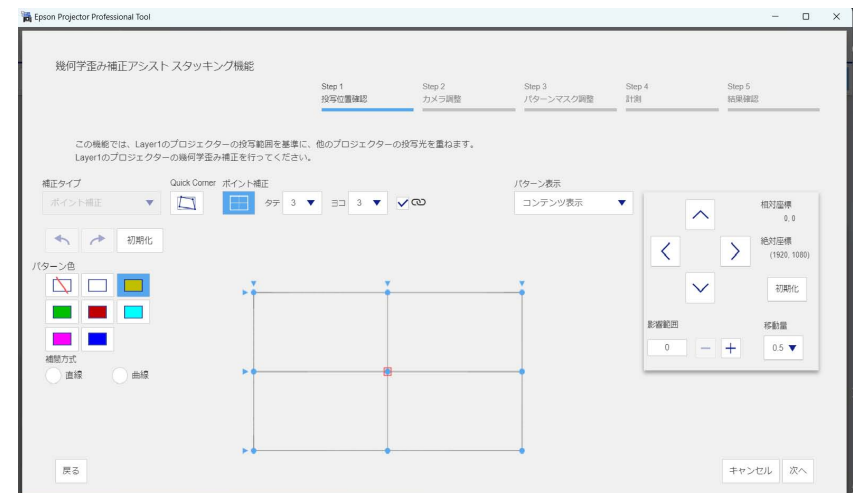 Epson Projector Professional Tool
幾何学歪み補正アシスト スタッキング機能
Step 1
投写位置確認
Step 2
カメラ調整
Step 3
パターンマスク調整
Step 4
計測
Step 5
結果確認
この機能では、Layer1のプロジェクターの投写範囲を基準に、他のプロジェクターの投写光を重ねます。
Layer1のプロジェクターの幾何学歪み補正を行ってください。
補正タイプ
ポイント補正
Quick Corner
ポイント補正
タテ 3
ヨコ 3
パターン表示
コンテンツ表示
初期化
パターン色
補間方式
直線
曲線
相対座標
0, 0
絶対座標
(1920, 1080)
初期化
影響範囲
0
移動量
0.5
戻る
キャンセル
次へ